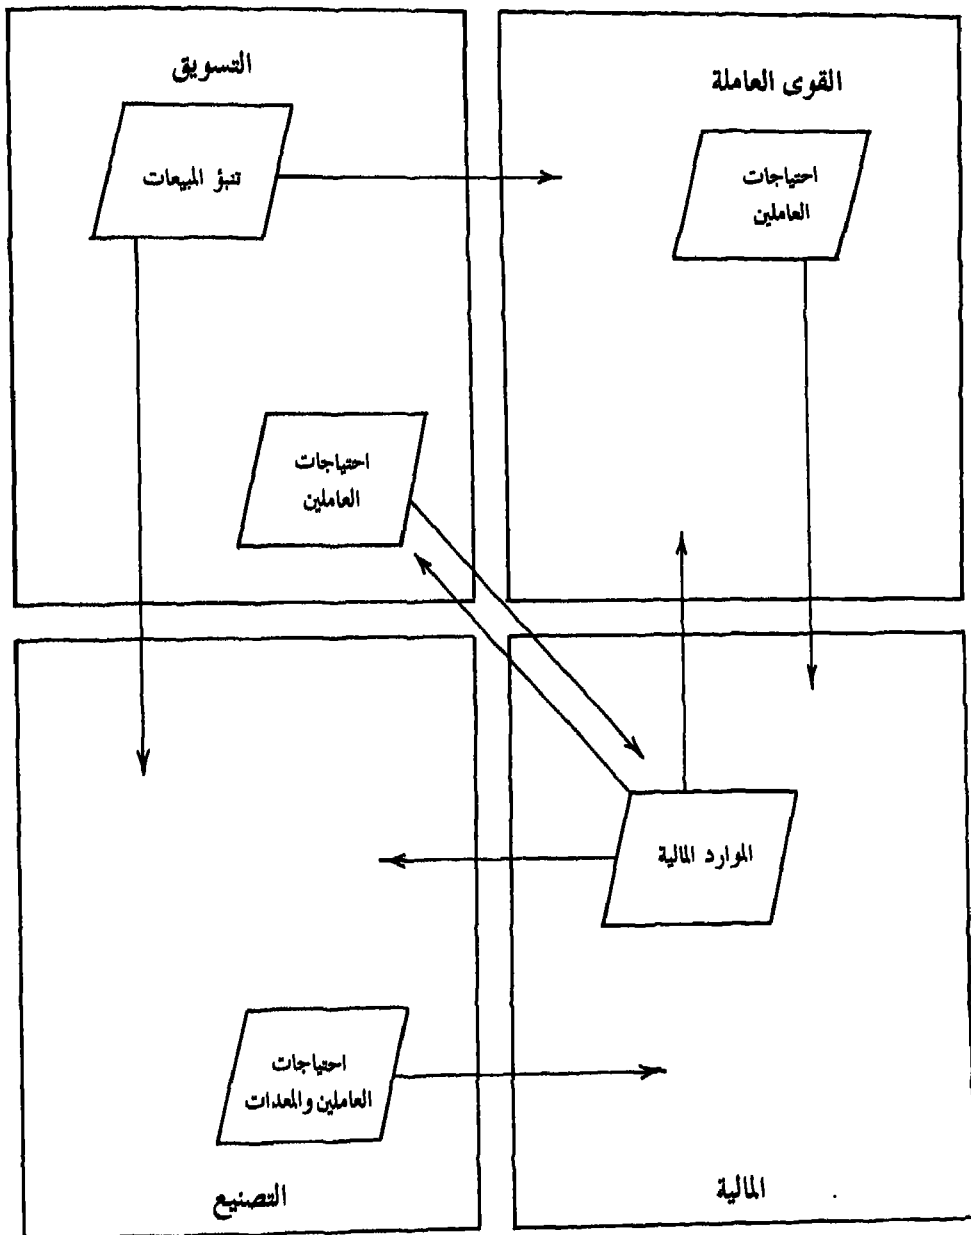 القوى العاملة
احتياجات
العاملين
التسويق
تنبؤ المبيعات
احتياجات
العاملين
الموارد المالية
المالية
احتياجات
العاملين والمعدات
التصنيع